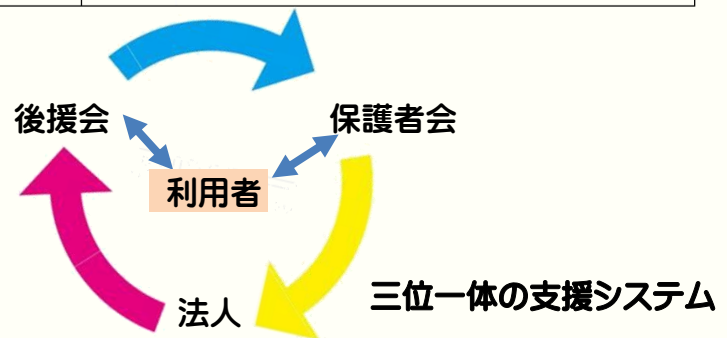 後援会
保護者会
利用者
法人
三位一体の支援システム